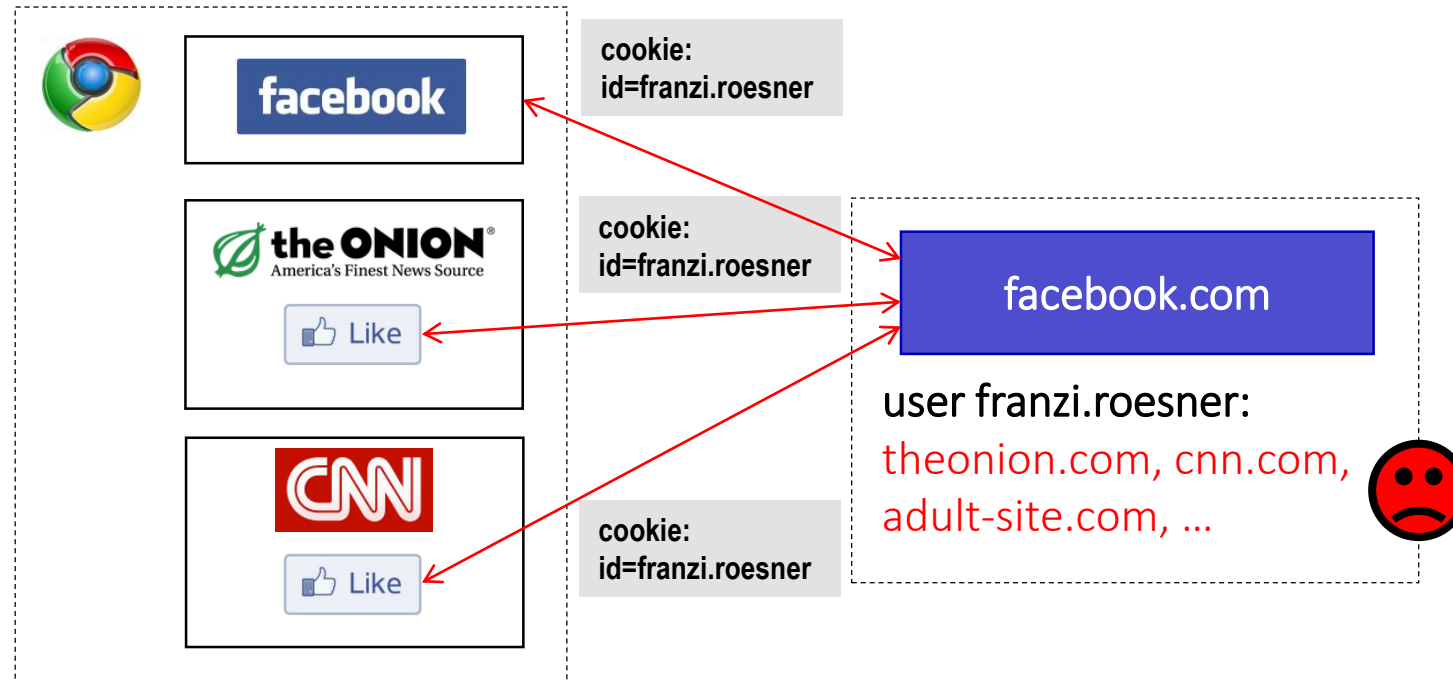 facebook
cookie:
id=franzi.roesner
the ONION®
America's Finest News Source
Like
cookie:
id=franzi.roesner
facebook.com
user franzi.roesner:
theonion.com, cnn.com,
adult-site.com, …
CNN
Like
cookie:
id=franzi.roesner